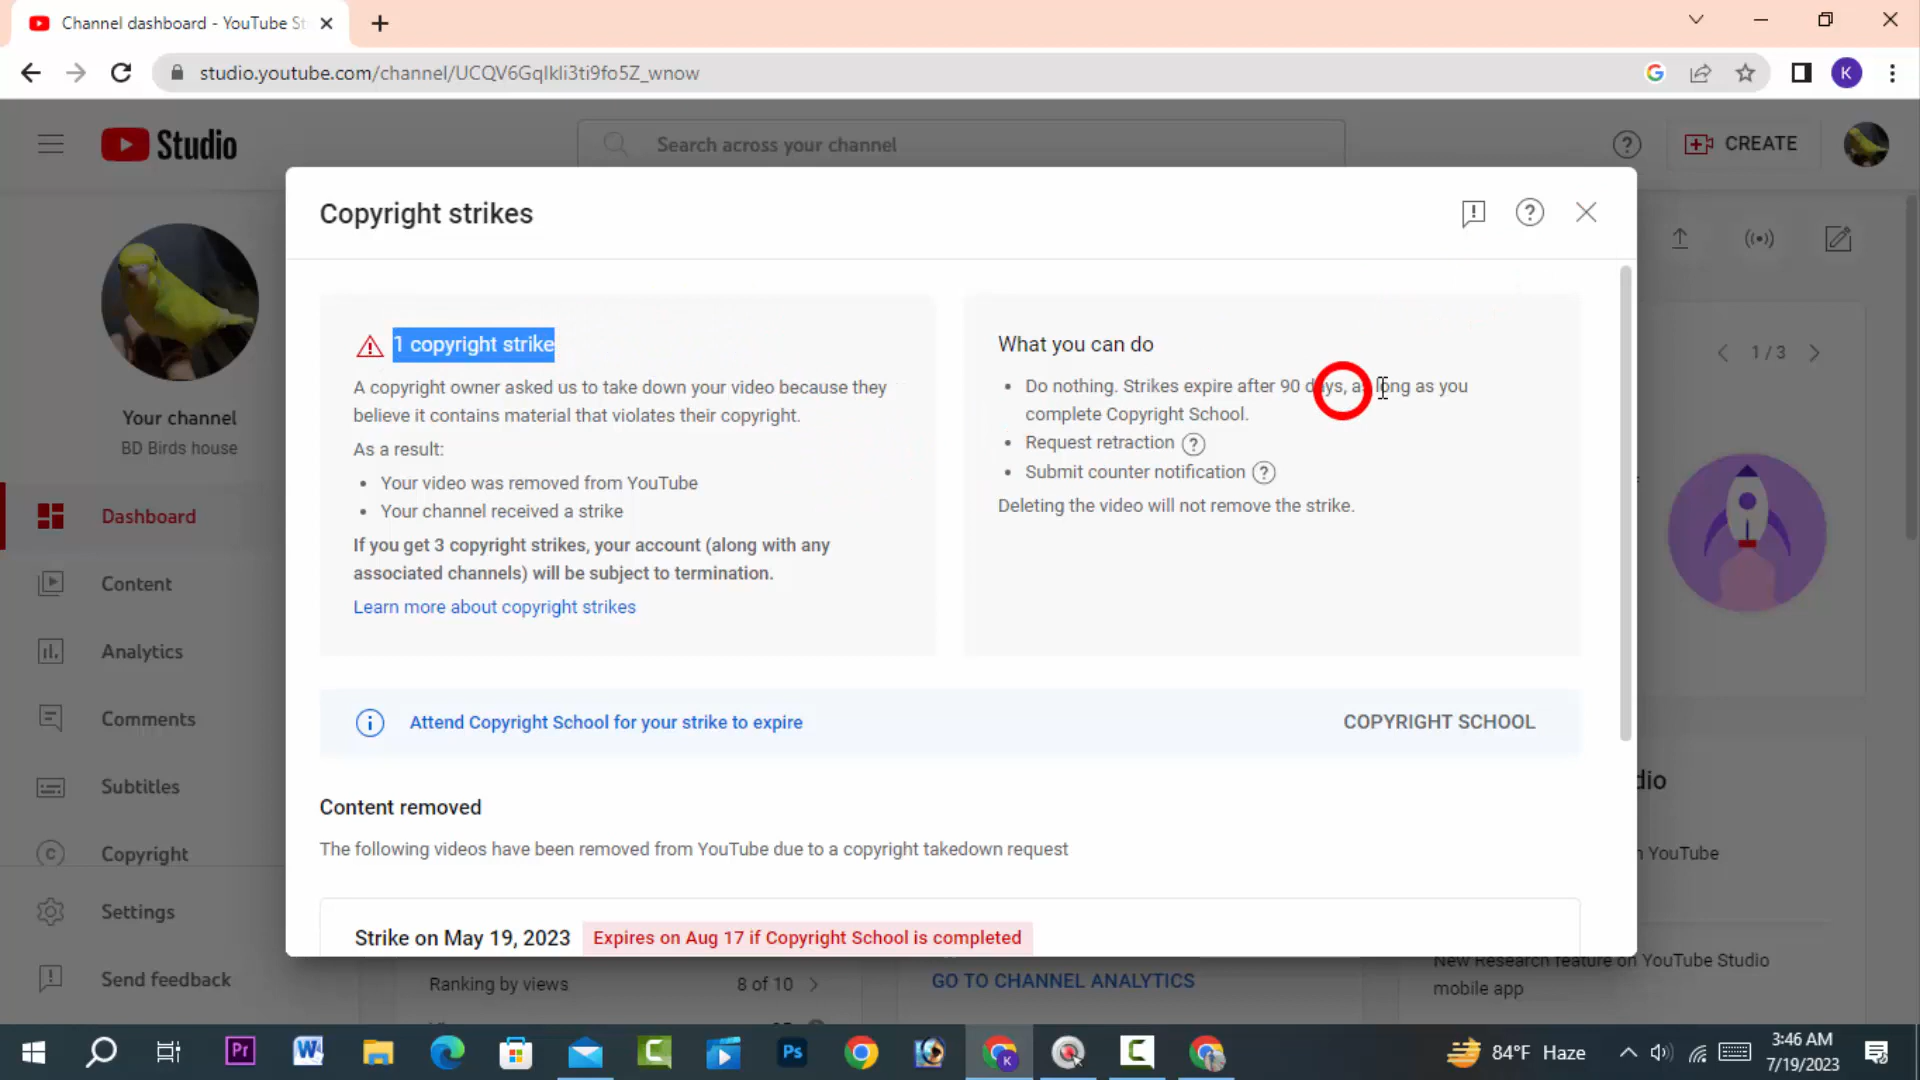 Channel dashboard - YouTube St
studio.youtube.com/channel/UCQV6GqIkIi3ti9fo5Z_wnow
K
Studio
Search across your channel
CREATE
Copyright strikes
1 copyright strike
A copyright owner asked us to take down your video because they
believe it contains material that violates their copyright.
As a result:
• Your video was removed from YouTube
• Your channel received a strike
If you get 3 copyright strikes, your account (along with any
associated channels) will be subject to termination.
Learn more about copyright strikes
What you can do
• Do nothing. Strikes expire after 90 days, as long as you
complete Copyright School.
• Request retraction
• Submit counter notification
Deleting the video will not remove the strike.
Attend Copyright School for your strike to expire
COPYRIGHT SCHOOL
Content removed
The following videos have been removed from YouTube due to a copyright takedown request
Strike on May 19, 2023
Expires on Aug 17 if Copyright School is completed
Your channel
BD Birds house
Dashboard
Content
Analytics
Comments
Subtitles
Copyright
Settings
Send feedback
1 / 3
dio
YouTube
New Research feature on YouTube Studio
mobile app
Ranking by views
8 of 10
GO TO CHANNEL ANALYTICS
Pr
W
Ps
K
84°F Haze
3:46 AM
7/19/2023